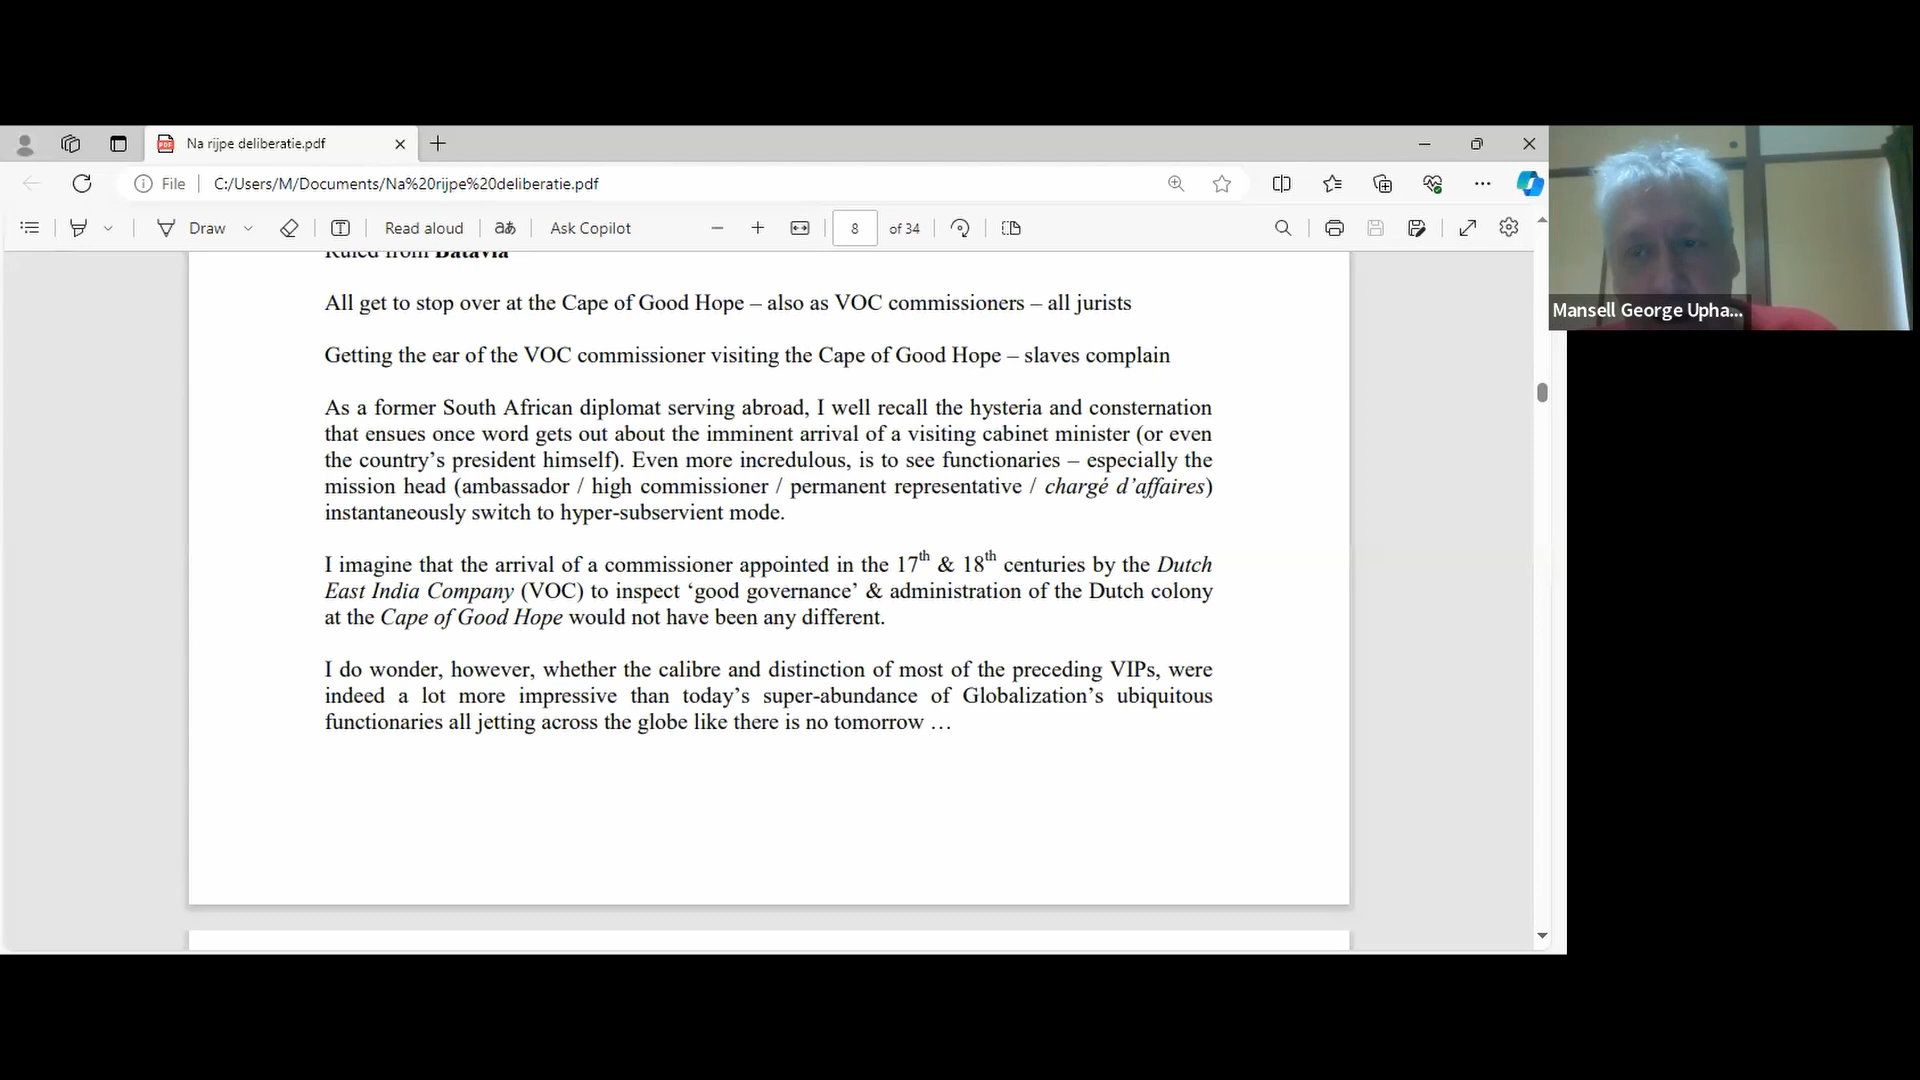 Na rijpe deliberatie.pdf
File
C:/Users/M/Documents/Na%20rijpe%20deliberatie.pdf
Draw
Read aloud
aあ
Ask Copilot
8
of 34
Mansell George Upha...
Ruled from Batavia
All get to stop over at the Cape of Good Hope – also as VOC commissioners – all jurists
Getting the ear of the VOC commissioner visiting the Cape of Good Hope – slaves complain
As a former South African diplomat serving abroad, I well recall the hysteria and consternation
that ensues once word gets out about the imminent arrival of a visiting cabinet minister (or even
the country’s president himself). Even more incredulous, is to see functionaries – especially the
mission head (ambassador / high commissioner / permanent representative / chargé d’affaires)
instantaneously switch to hyper-subservient mode.
I imagine that the arrival of a commissioner appointed in the 17th & 18th centuries by the Dutch
East India Company (VOC) to inspect ‘good governance’ & administration of the Dutch colony
at the Cape of Good Hope would not have been any different.
I do wonder, however, whether the calibre and distinction of most of the preceding VIPs, were
indeed a lot more impressive than today’s super-abundance of Globalization’s ubiquitous
functionaries all jetting across the globe like there is no tomorrow …